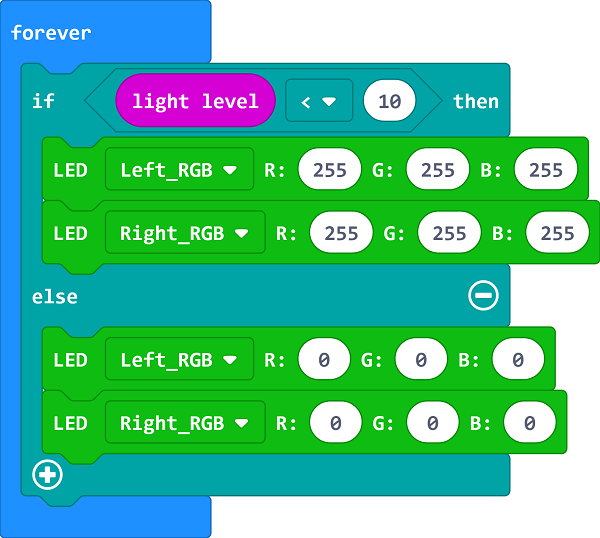 forever
if light level < 10 then
LED Left_RGB R: 255 G: 255 B: 255
LED Right_RGB R: 255 G: 255 B: 255
else
LED Left_RGB R: 0 G: 0 B: 0
LED Right_RGB R: 0 G: 0 B: 0